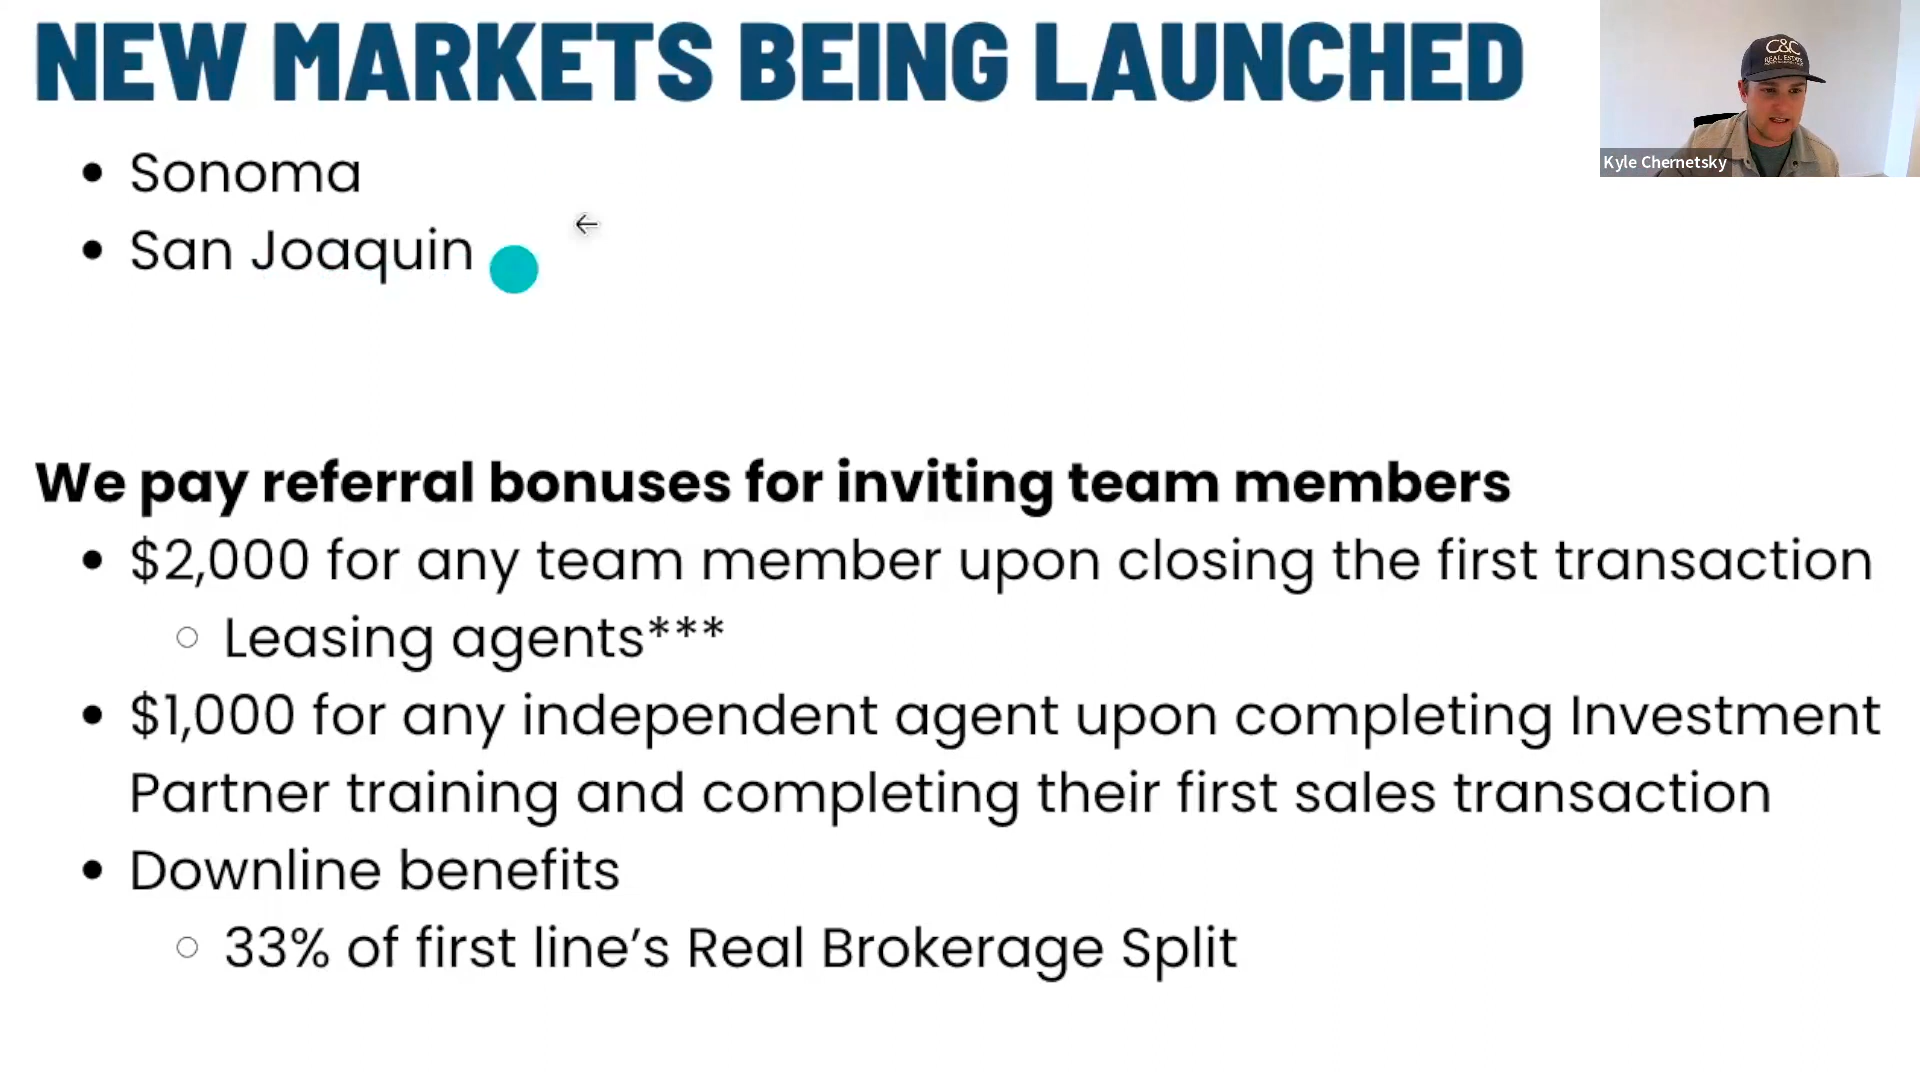 NEW MARKETS BEING LAUNCHED
C&C
REAL ESTATE
Kyle Chernetsky
• Sonoma
• San Joaquin
We pay referral bonuses for inviting team members
• $2,000 for any team member upon closing the first transaction
○ Leasing agents***
• $1,000 for any independent agent upon completing Investment
Partner training and completing their first sales transaction
• Downline benefits
○ 33% of first line’s Real Brokerage Split